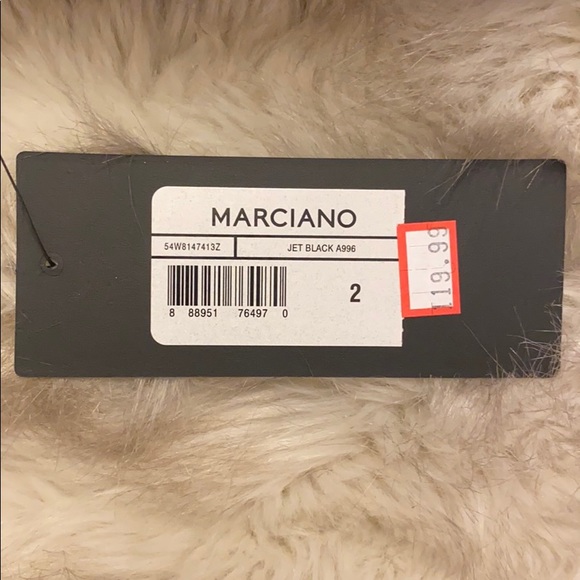 MARCIANO
54W8147413Z JET BLACK A996
2
8 88951 76497 0
119.99